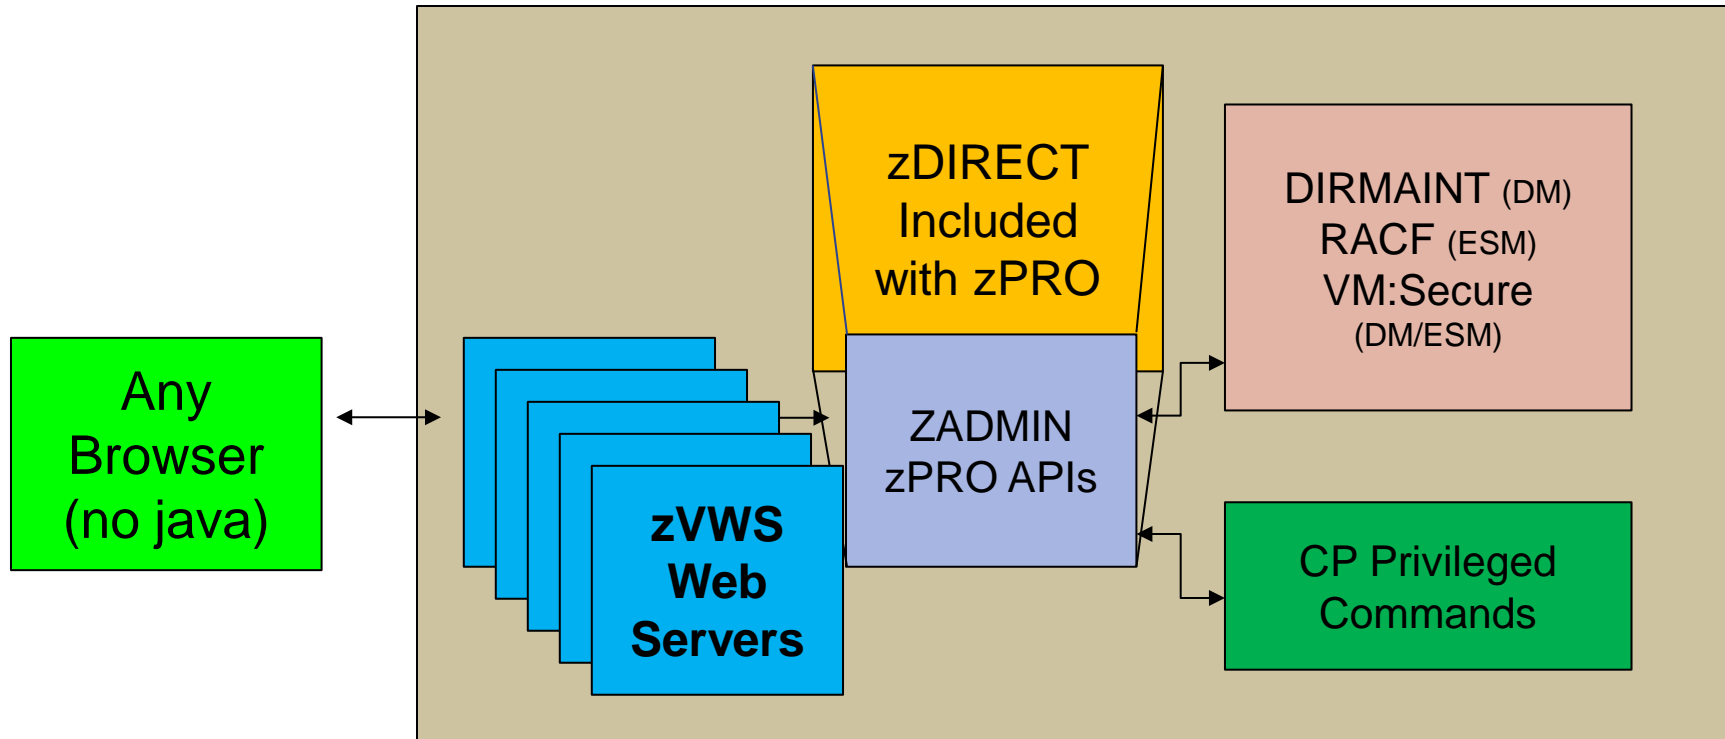 Any
Browser
(no java)
zVWS
Web
Servers
zDIRECT
Included
with zPRO
ZADMIN
zPRO APIs
DIRMAINT (DM)
RACF (ESM)
VM:Secure
(DM/ESM)
CP Privileged
Commands